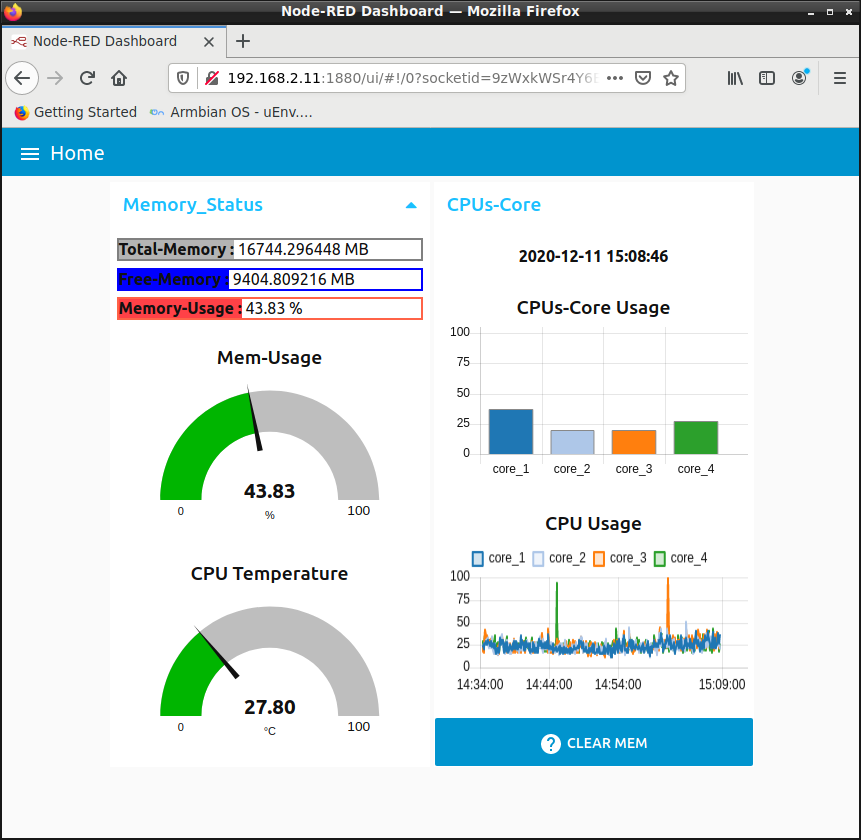 Node-RED Dashboard — Mozilla Firefox
Node-RED Dashboard
192.168.2.11:1880/ui/#!/0?socketid=9zWxkWSr4Y6
Getting Started
Armbian OS - uEnv....
Home
Memory_Status
Total-Memory : 16744.296448 MB
Free-Memory : 9404.809216 MB
Memory-Usage : 43.83 %
Mem-Usage
43.83
0
%
100
CPU Temperature
27.80
0
°C
100
CPUs-Core
2020-12-11 15:08:46
CPUs-Core Usage
100
75
50
25
0
core_1 core_2 core_3 core_4
CPU Usage
core_1 core_2 core_3 core_4
100
75
50
25
0
14:34:00 14:44:00 14:54:00 15:09:00
? CLEAR MEM